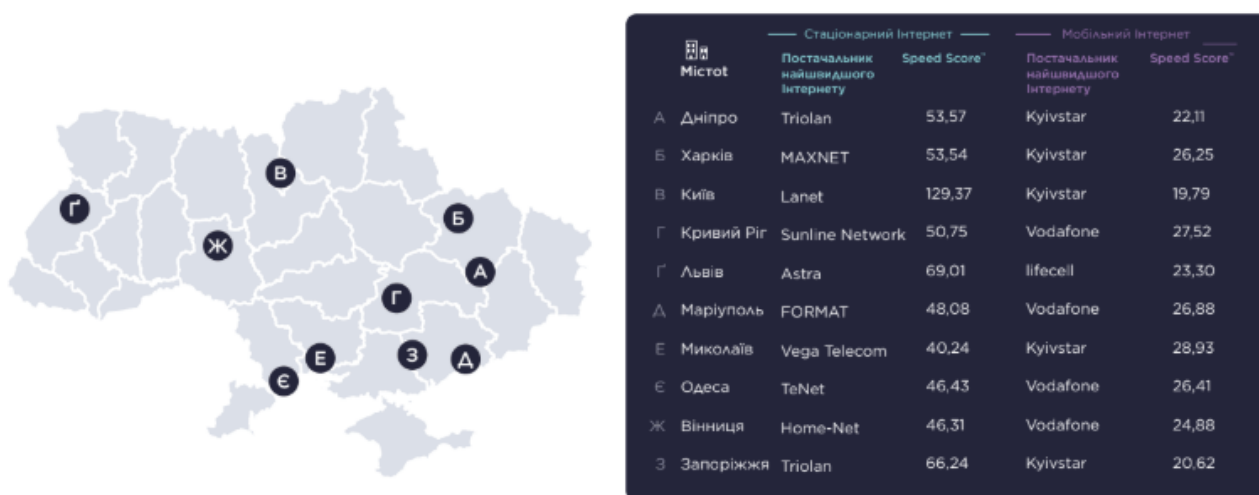 В
Ґ
Б
Ж
А
Г
Е
З
Д
Є
Стаціонарний Інтернет
Мобільний Інтернет
Містоt
Постачальник найшвидшого Інтернету
Speed Score™
Постачальник найшвидшого Інтернету
Speed Score™
А Дніпро Triolan 53,57 Kyivstar 22,11
Б Харків MAXNET 53,54 Kyivstar 26,25
В Київ Lanet 129,37 Kyivstar 19,79
Г Кривий Ріг Sunline Network 50,75 Vodafone 27,52
Ґ Львів Astra 69,01 lifecell 23,30
Д Маріуполь FORMAT 48,08 Vodafone 26,88
Е Миколаїв Vega Telecom 40,24 Kyivstar 28,93
Є Одеса TeNet 46,43 Vodafone 26,41
Ж Вінниця Home-Net 46,31 Vodafone 24,88
З Запоріжжя Triolan 66,24 Kyivstar 20,62